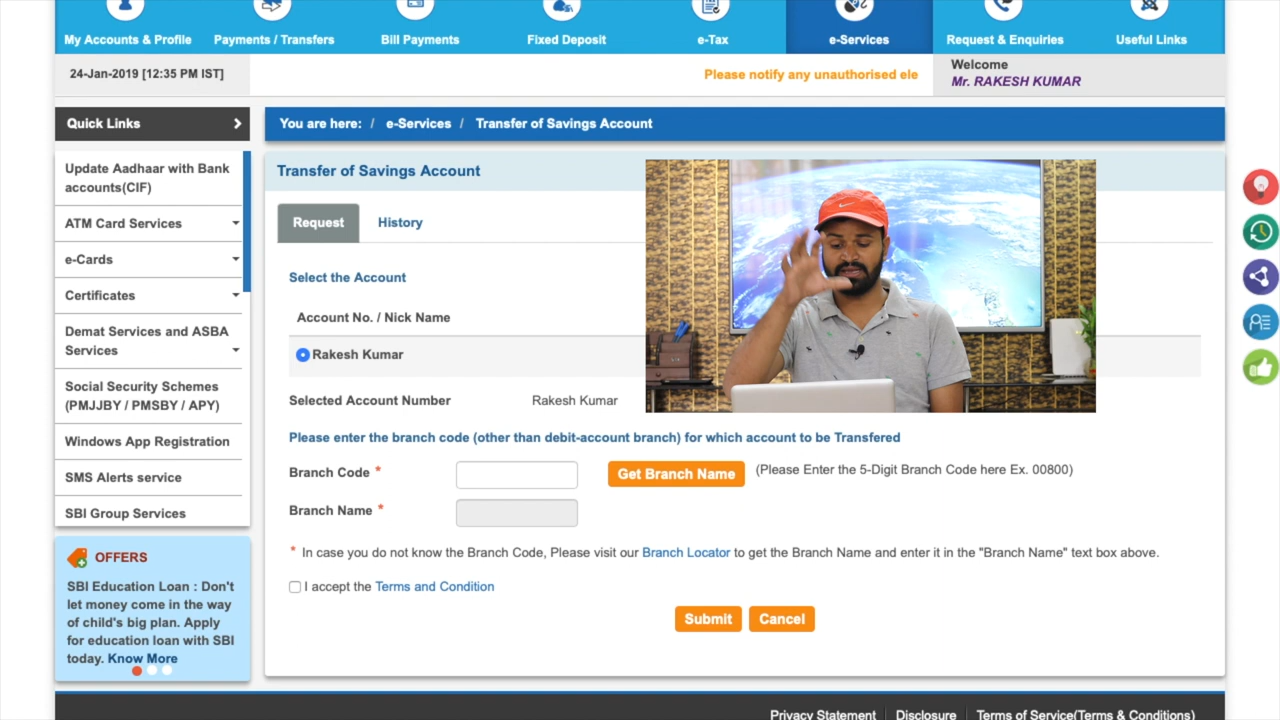 My Accounts & Profile
Payments / Transfers
Bill Payments
Fixed Deposit
e-Tax
e-Services
Request & Enquiries
Useful Links
24-Jan-2019 [12:35 PM IST]
Please notify any unauthorised ele
Welcome
Mr. RAKESH KUMAR
Quick Links
You are here: / e-Services / Transfer of Savings Account
Update Aadhaar with Bank
accounts(CIF)
ATM Card Services
e-Cards
Certificates
Demat Services and ASBA
Services
Social Security Schemes
(PMJJBY / PMSBY / APY)
Windows App Registration
SMS Alerts service
SBI Group Services
OFFERS
SBI Education Loan : Don't
let money come in the way
of child's big plan. Apply
for education loan with SBI
today. Know More
Transfer of Savings Account
Request
History
Select the Account
Account No. / Nick Name
Rakesh Kumar
Selected Account Number Rakesh Kumar
Please enter the branch code (other than debit-account branch) for which account to be Transfered
Branch Code * Get Branch Name (Please Enter the 5-Digit Branch Code here Ex. 00800)
Branch Name *
* In case you do not know the Branch Code, Please visit our Branch Locator to get the Branch Name and enter it in the "Branch Name" text box above.
I accept the Terms and Condition
Submit
Cancel
Privacy Statement
Disclosure
Terms of Service(Terms & Conditions)